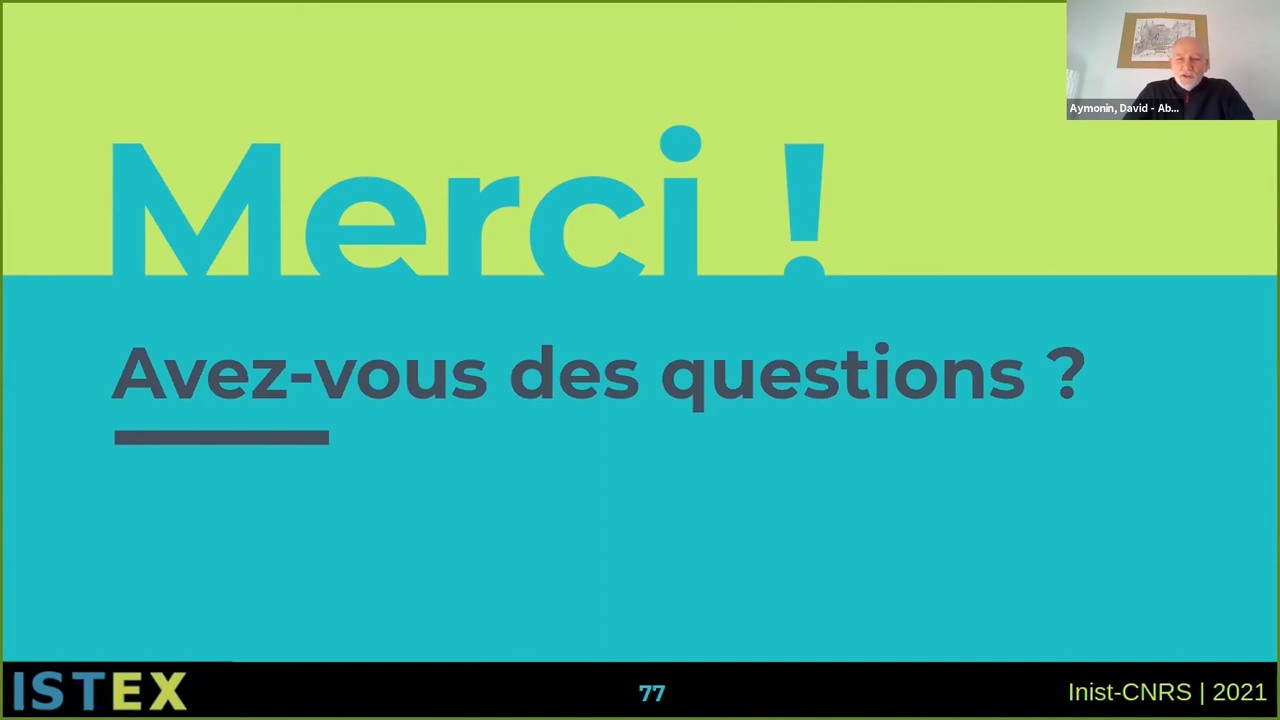 Aymonin, David - Ab...
Merci !
Avez-vous des questions ?
ISTEX
77
Inist-CNRS | 2021